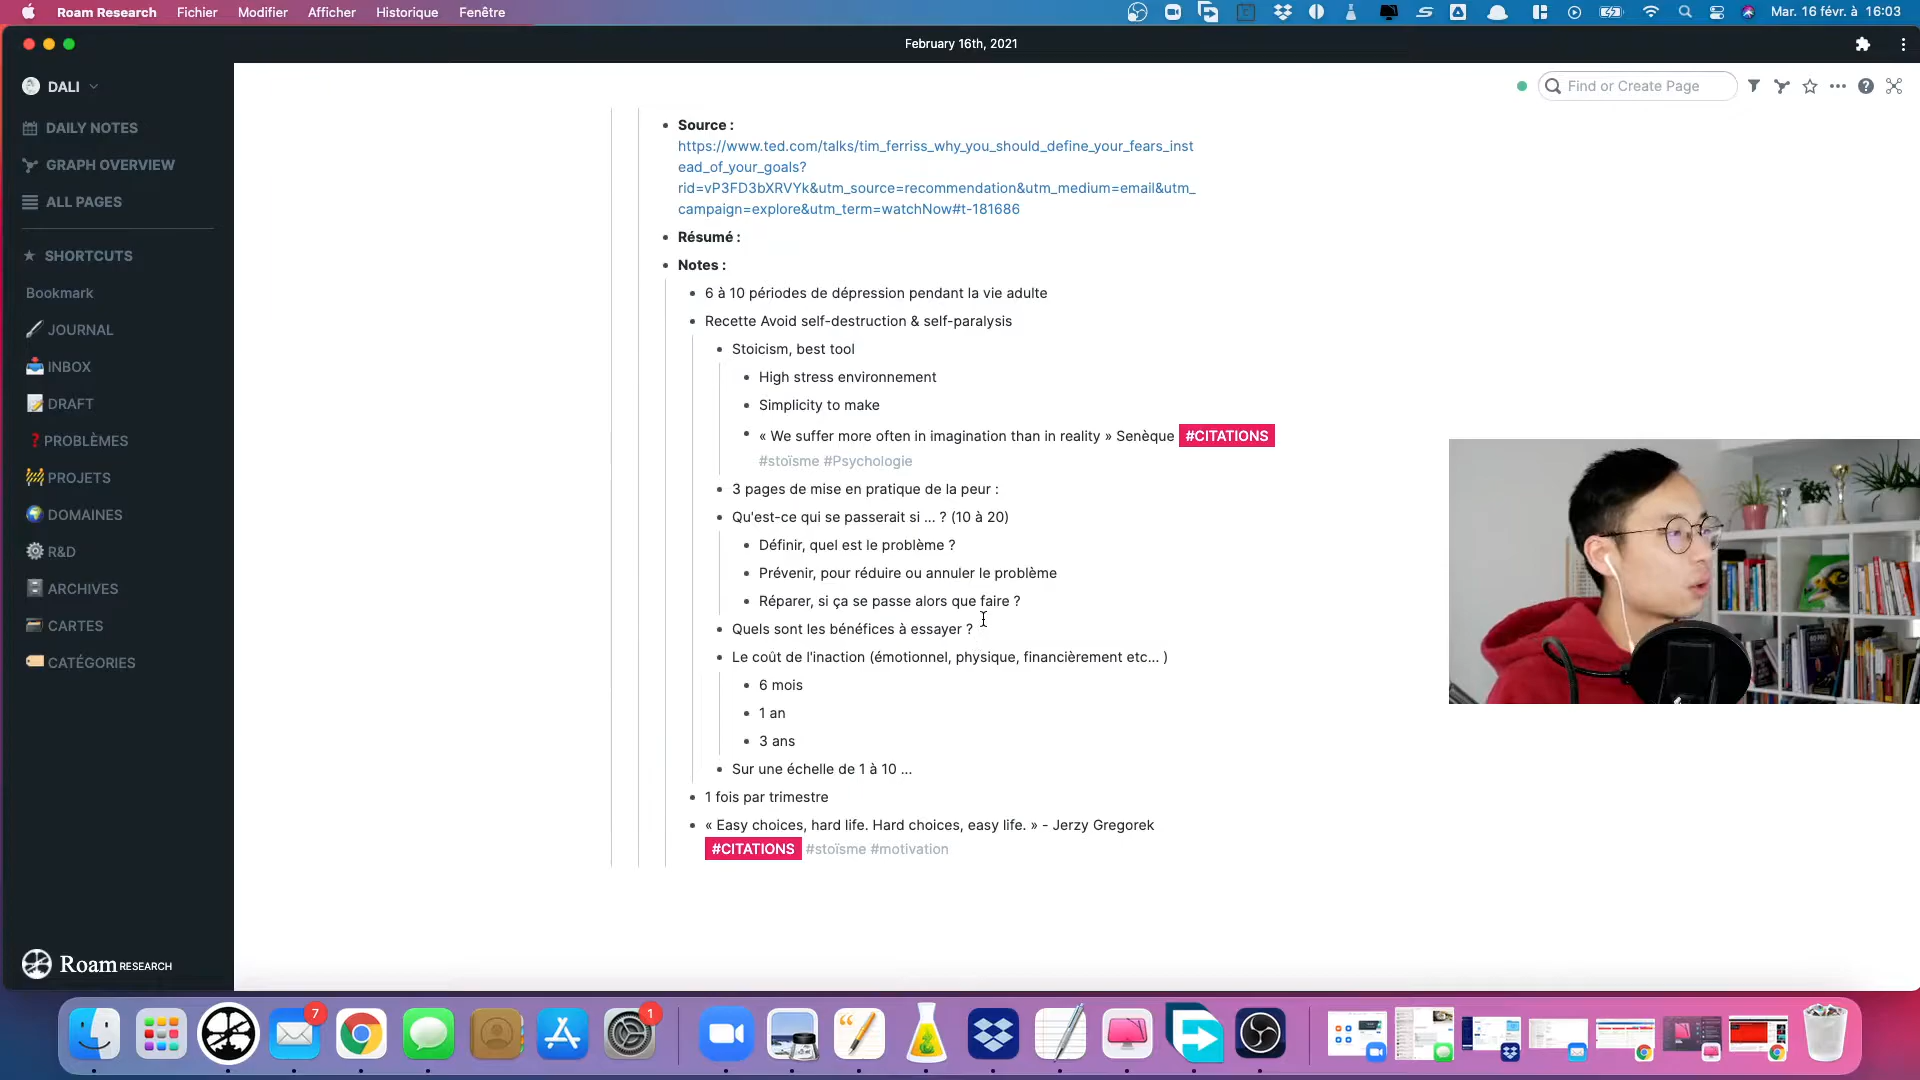 Roam Research Fichier Modifier Afficher Historique Fenêtre Mar. 16 févr. à 16:03
February 16th, 2021
DALI
Find or Create Page
DAILY NOTES
GRAPH OVERVIEW
ALL PAGES
SHORTCUTS
Bookmark
JOURNAL
INBOX
DRAFT
PROBLÈMES
PROJETS
DOMAINES
R&D
ARCHIVES
CARTES
CATÉGORIES
Roam RESEARCH
Source :
https://www.ted.com/talks/tim_ferriss_why_you_should_define_your_fears_inst
ead_of_your_goals?
rid=vP3FD3bXRVYk&utm_source=recommendation&utm_medium=email&utm_
campaign=explore&utm_term=watchNow#t-181686
Résumé :
Notes :
6 à 10 périodes de dépression pendant la vie adulte
Recette Avoid self-destruction & self-paralysis
Stoicism, best tool
High stress environnement
Simplicity to make
« We suffer more often in imagination than in reality » Senèque #CITATIONS
#stoïsme #Psychologie
3 pages de mise en pratique de la peur :
Qu'est-ce qui se passerait si ... ? (10 à 20)
Définir, quel est le problème ?
Prévenir, pour réduire ou annuler le problème
Réparer, si ça se passe alors que faire ?
Quels sont les bénéfices à essayer ?
Le coût de l'inaction (émotionnel, physique, financièrement etc... )
6 mois
1 an
3 ans
Sur une échelle de 1 à 10 ...
1 fois par trimestre
« Easy choices, hard life. Hard choices, easy life. » - Jerzy Gregorek
#CITATIONS #stoïsme #motivation
7
1